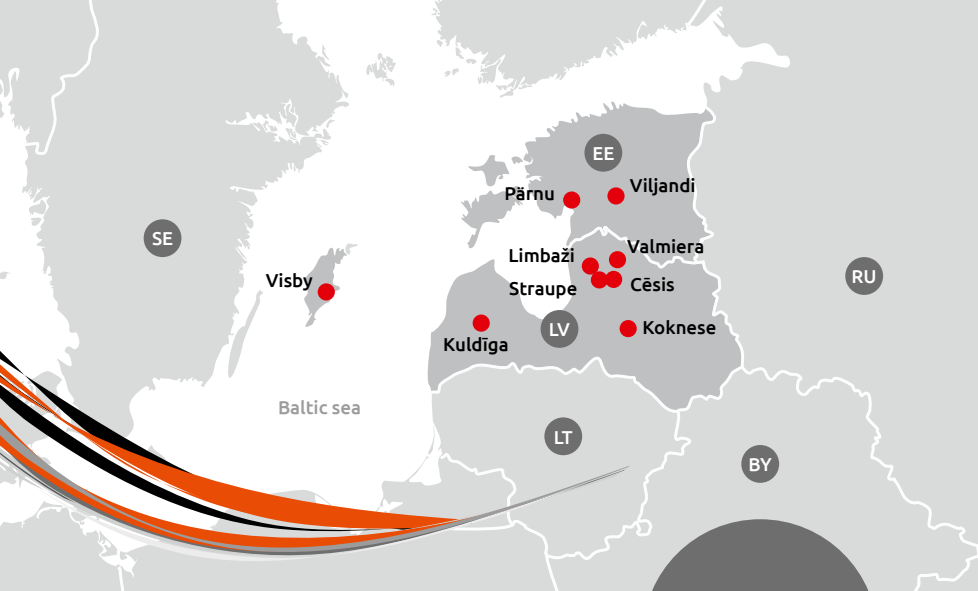 EE
Viljandi
Pärnu
SE
Valmiera
Limbaži
RU
Visby
Cēsis
Straupe
LV
Koknese
Kuldīga
Baltic sea
LT
BY